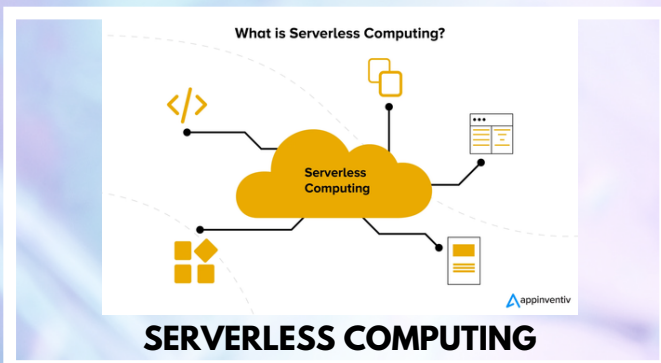 What is Serverless Computing?
Serverless
Computing
appinventiv
SERVERLESS COMPUTING